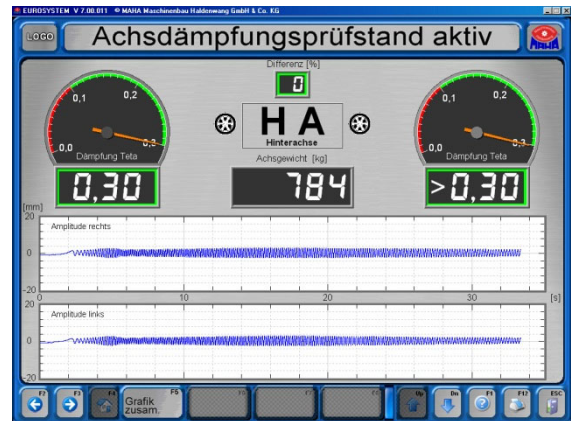 EUROSYSTEM V 7.00.011 © MAHA Maschinenbau Haldenwang GmbH & Co. KG
LOGO
Achsdämpfungsprüfstand aktiv
MAHA
Differenz [%]
0
0,0
0,1
0,2
0,3
Dämpfung Teta
0,30
H A
Hinterachse
Achsgewicht [kg]
784
0,0
0,1
0,2
0,3
Dämpfung Teta
>0,30
[mm]
20
Amplitude rechts
0
-20
0 10 20 30 [s]
20
Amplitude links
0
-20
F2
F3
F4
Grafik zusam.
F5
F6
F7
F8
Up
Dn
F1
F12
ESC